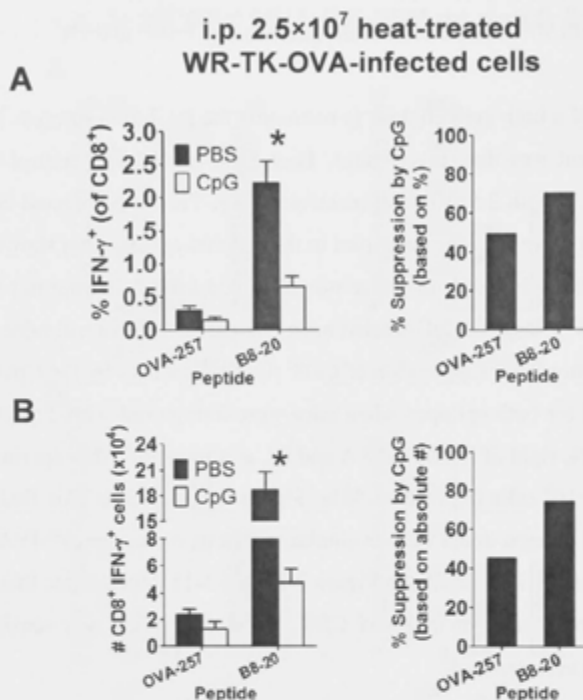 i.p. 2.5×10⁷ heat-treated
WR-TK-OVA-infected cells
A
% IFN-γ⁺ (of CD8⁺)
3.0
2.5
2.0
1.5
1.0
0.5
0.0
PBS
CpG
*
OVA-257
B8-20
Peptide
% Suppression by CpG
(based on %)
100
80
60
40
20
0
OVA-257
B8-20
Peptide
B
# CD8⁺ IFN-γ⁺ cells (x10⁴)
24
21
18
15
12
8
6
4
2
0
PBS
CpG
*
OVA-257
B8-20
Peptide
% Suppression by CpG
(based on absolute #)
100
80
60
40
20
0
OVA-257
B8-20
Peptide